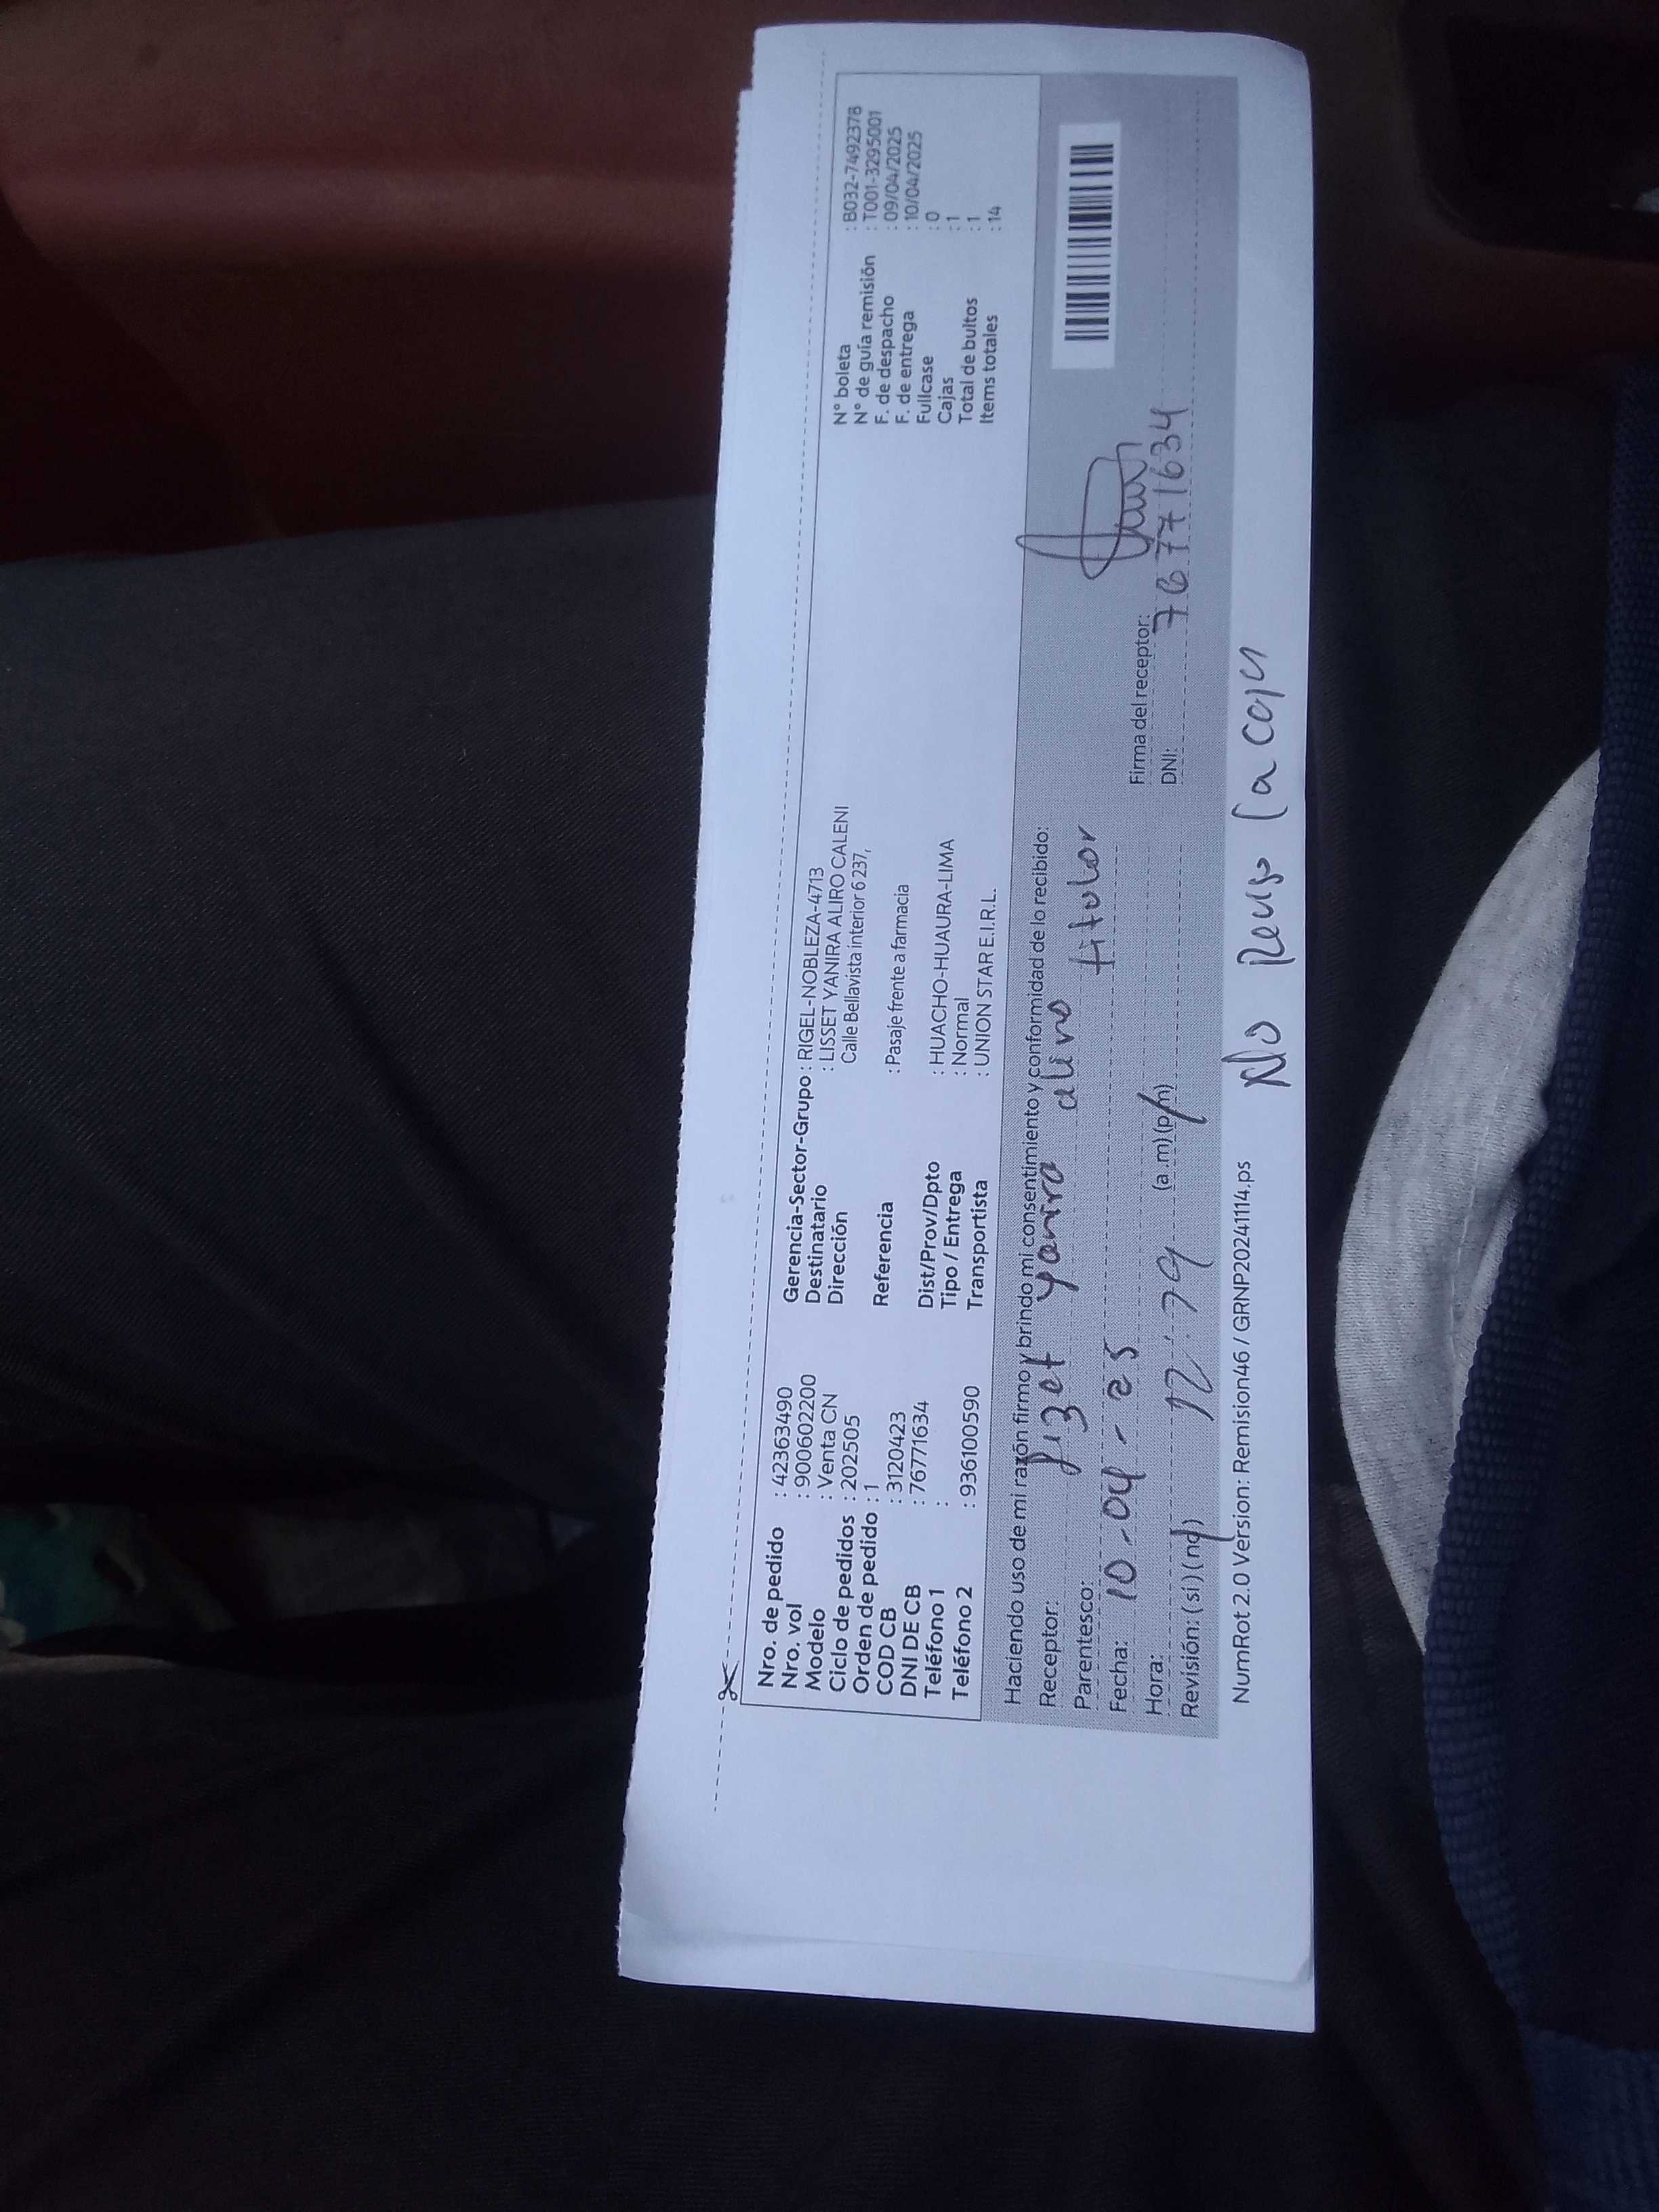 Nro. de pedido : 42363490
Nro. vol : 9006602200
Modelo : Venta CN
Ciclo de pedidos : 202505
Orden de pedido : 1
COD CB : 3120423
DNI DE CB : 76771634
Teléfono 1 :
Teléfono 2 : 936100590
Gerencia-Sector-Grupo : RIGEL-NOBLEZA-4713
Destinatario : LISSET YANIRA ALIRO CALENI
Dirección Calle Bellavista interior 6 237,
Referencia : Pasaje frente a farmacia
Dist/Prov/Dpto : HUACHO-HUAURA-LIMA
Tipo / Entrega : Normal
Transportista : UNION STAR E.I.R.L.
N° boleta : B032-7492378
N° de guía remisión : T001-3295001
F. de despacho : 09/04/2025
F. de entrega : 10/04/2025
Fullcase : 0
Cajas : 1
Total de bultos : 1
Items totales : 14
Haciendo uso de mi razón firmo y brindo mi consentimiento y conformidad de lo recibido:
Receptor: Lizet Yanira aliro
Parentesco: titular
Fecha: 10-04-25
Hora: (a.m) (p.m)
Revisión: (si) (no)
Firma del receptor:
DNI: 76771634
NumRot 2.0 Version: Remision46 / GRNP20241114.ps
No la caja